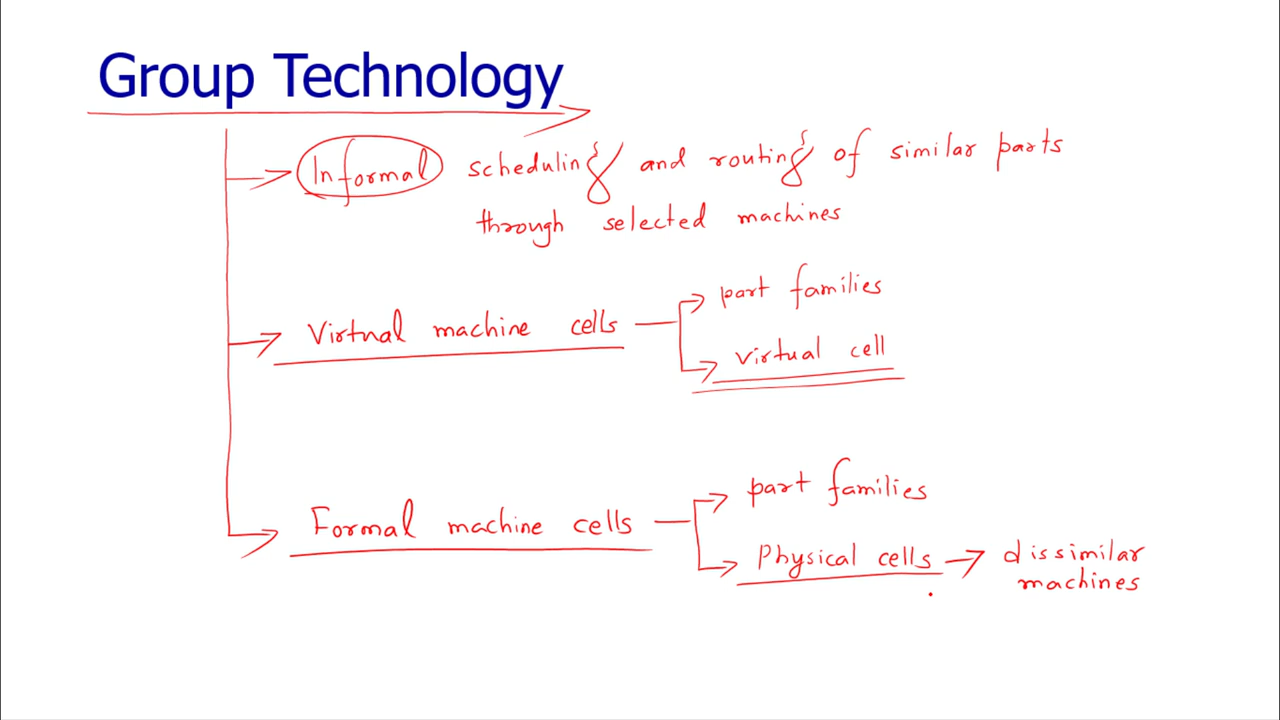 Group Technology
Informal scheduling and routing of similar parts
through selected machines
part families
Virtual machine cells
virtual cell
part families
Formal machine cells
Physical cells dissimilar
machines